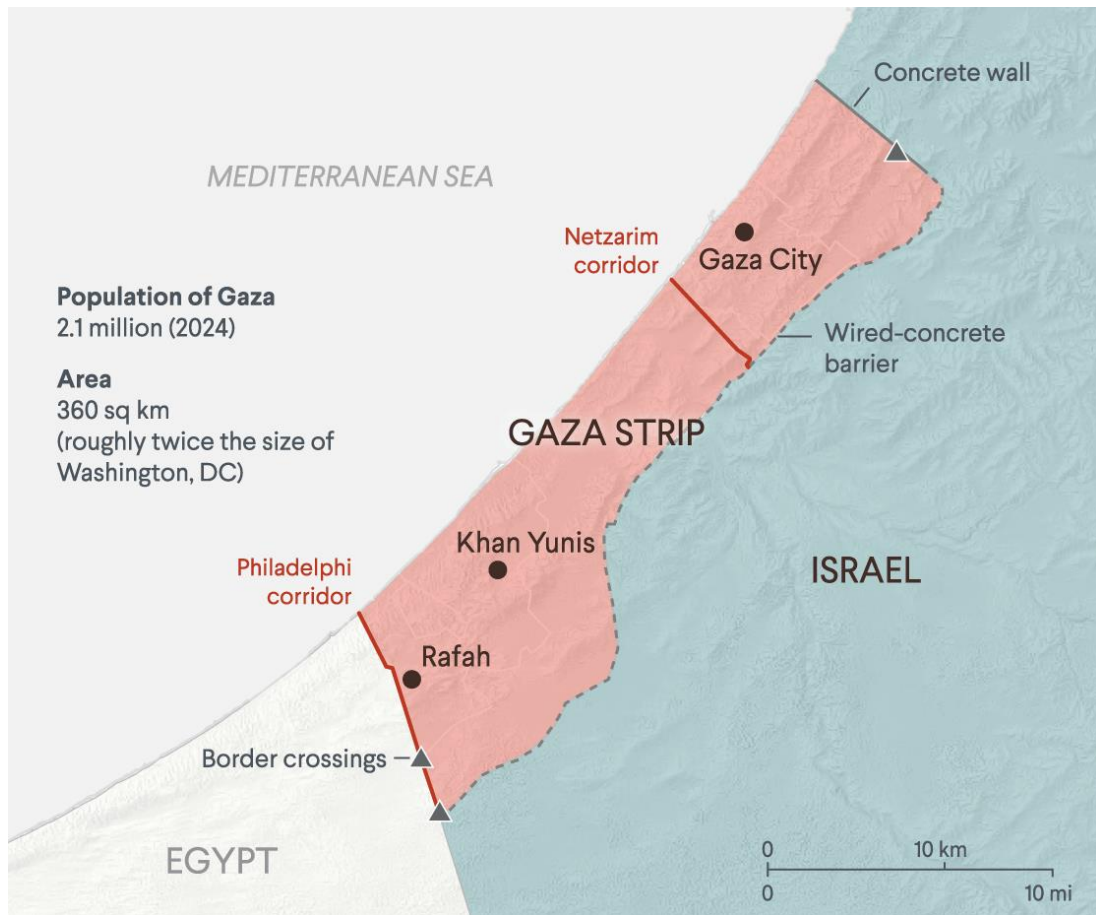 Concrete wall
MEDITERRANEAN SEA
Netzarim
corridor
Gaza City
Population of Gaza
2.1 million (2024)
Wired-concrete
barrier
Area
360 sq km
(roughly twice the size of
Washington, DC)
GAZA STRIP
Khan Yunis
ISRAEL
Philadelphi
corridor
Rafah
Border crossings
EGYPT
0 10 km
0 10 mi